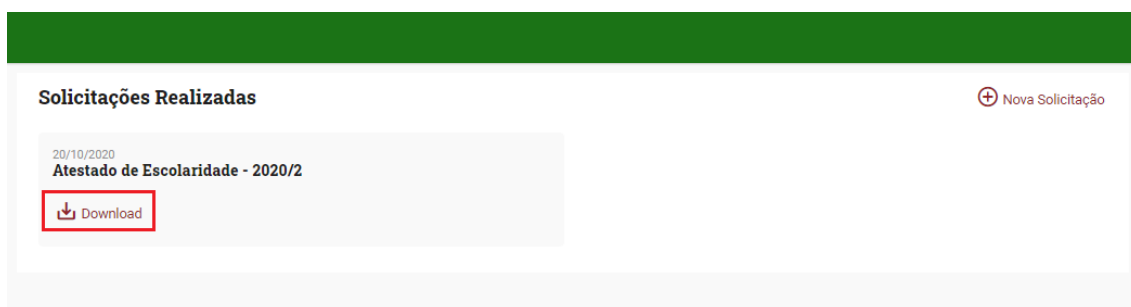 Solicitações Realizadas
Nova Solicitação
20/10/2020
Atestado de Escolaridade - 2020/2
Download